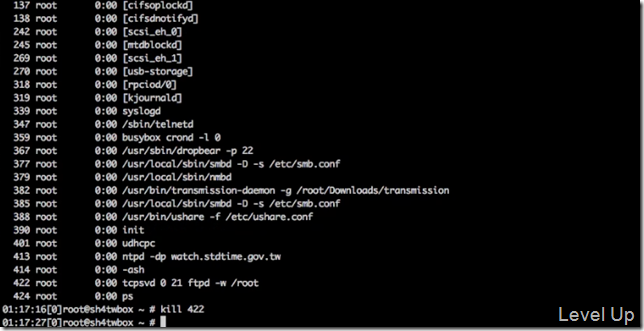 137 root 0:00 [cifsoplockd]
138 root 0:00 [cifsdnotifyd]
242 root 0:00 [scsi_eh_0]
245 root 0:00 [mtdblockd]
269 root 0:00 [scsi_eh_1]
270 root 0:00 [usb-storage]
318 root 0:00 [rpciod/0]
319 root 0:00 [kjournald]
339 root 0:00 syslogd
347 root 0:00 /sbin/telnetd
359 root 0:00 busybox crond -l 0
367 root 0:00 /usr/sbin/dropbear -p 22
377 root 0:00 /usr/local/sbin/smbd -D -s /etc/smb.conf
379 root 0:00 /usr/local/sbin/nmbd
382 root 0:00 /usr/bin/transmission-daemon -g /root/Downloads/transmission
385 root 0:00 /usr/local/sbin/smbd -D -s /etc/smb.conf
388 root 0:00 /usr/bin/ushare -f /etc/ushare.conf
390 root 0:00 init
401 root 0:00 udhcpc
413 root 0:00 ntpd -dp watch.stdtime.gov.tw
414 root 0:00 -ash
422 root 0:00 tcpsvd 0 21 ftpd -w /root
424 root 0:00 ps
01:17:16[0]root@sh4twbox ~ # kill 422
01:17:27[0]root@sh4twbox ~ #
Level Up